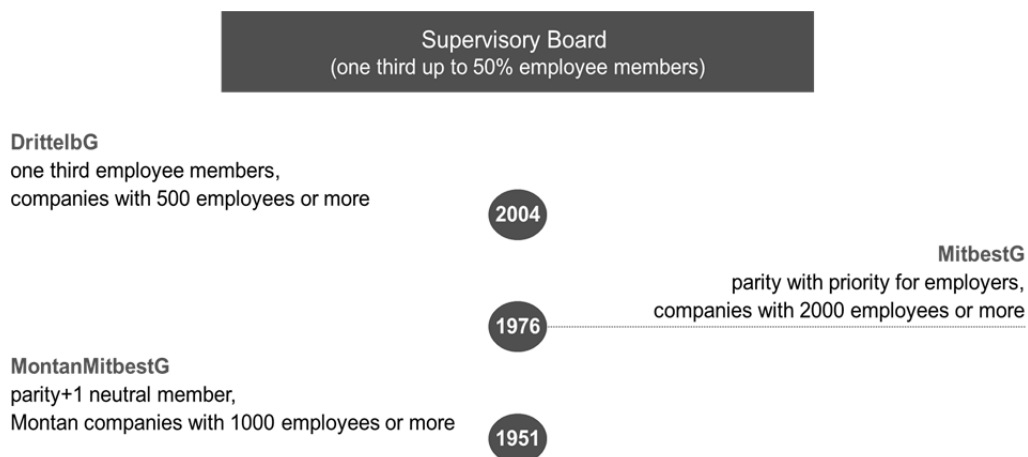 Supervisory Board
(one third up to 50% employee members)
DrittelbG
one third employee members,
companies with 500 employees or more
2004
MitbestG
parity with priority for employers,
companies with 2000 employees or more
1976
MontanMitbestG
parity+1 neutral member,
Montan companies with 1000 employees or more
1951